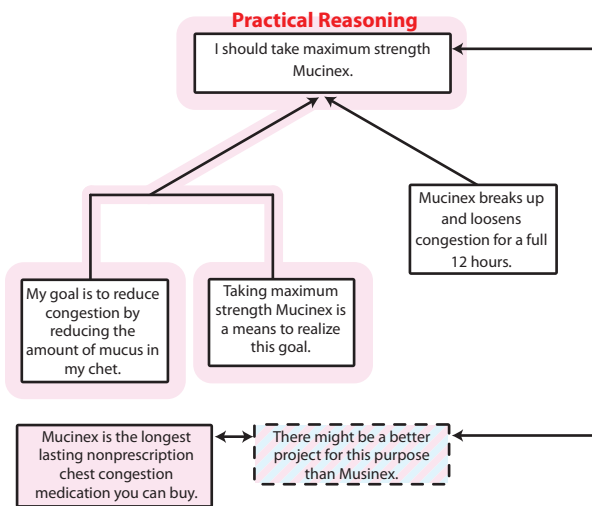 Practical Reasoning
I should take maximum strength
Mucinex.
Mucinex breaks up
and loosens
congestion for a full
12 hours.
My goal is to reduce
congestion by
reducing the
amount of mucus in
my chet.
Taking maximum
strength Mucinex is
a means to realize
this goal.
Mucinex is the longest
lasting nonprescription
chest congestion
medication you can buy.
There might be a better
project for this purpose
than Musinex.